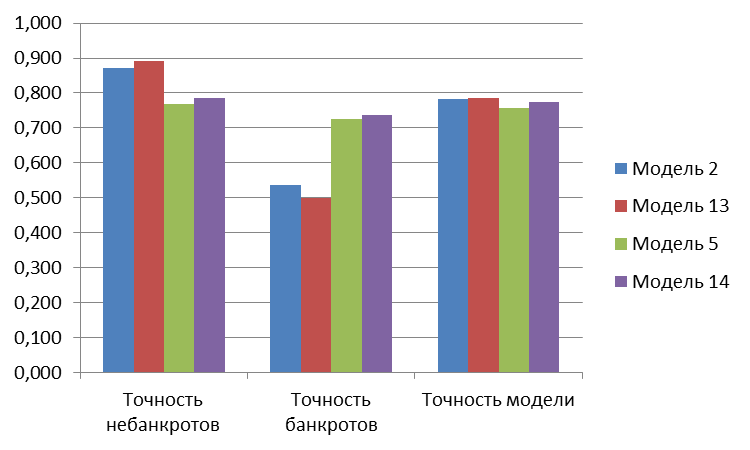 1,000
0,900
0,800
0,700
0,600
0,500
0,400
0,300
0,200
0,100
0,000
Точность
небанкротов
Точность
банкротов
Точность модели
Модель 2
Модель 13
Модель 5
Модель 14